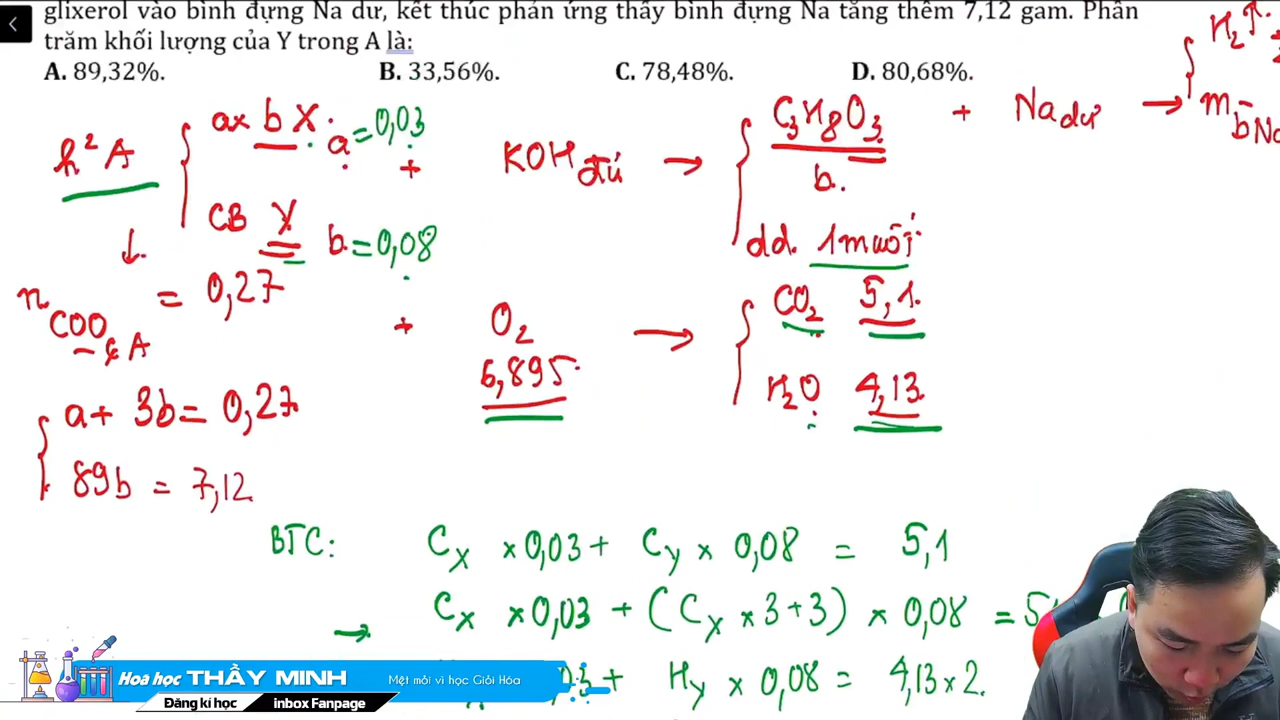 glixerol vào bình đựng Na dư, kết thúc phản ứng thấy bình đựng Na tăng thêm 7,12 gam. Phần
trăm khối lượng của Y trong A là:
A. 89,32%. B. 33,56%. C. 78,48%. D. 80,68%.
h² A
ax b X. a = 0,03
+
CB Y b = 0,08
KOH đủ →
C₃H₈O₃
b.
dd. 1 muối
+ Na dư →
H₂↑
m b Na
↓
n COO ∈ A = 0,27
+ O₂ →
6,895
CO₂ 5,1.
H₂O 4,13.
a + 3b = 0,27
89b = 7,12
BTC: Cx × 0,03 + Cy × 0,08 = 5,1
→ Cx × 0,03 + (Cx × 3 + 3) × 0,08 =
03 + Hy × 0,08 = 4,13 × 2.
Hoá học THẦY MINH
Mệt mỏi vì học Giỏi Hóa
Đăng kí học inbox Fanpage